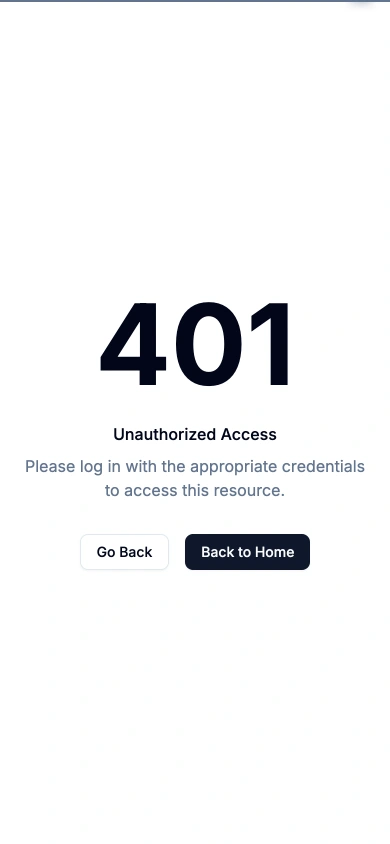 401
Unauthorized Access
Please log in with the appropriate credentials
to access this resource.
Go Back
Back to Home